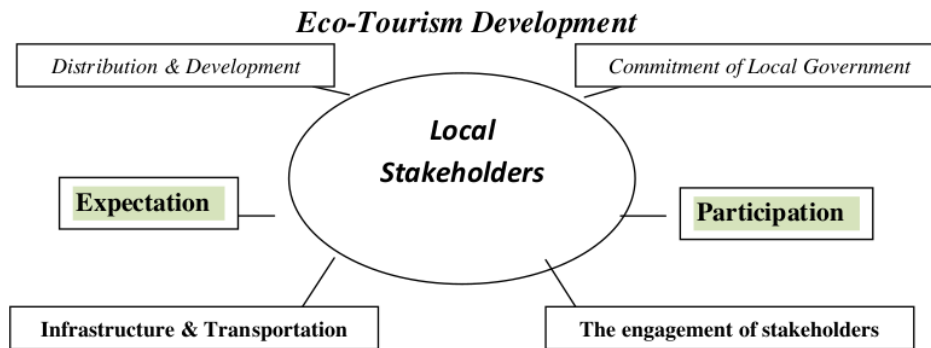 Eco-Tourism Development
Distribution & Development
Commitment of Local Government
Local
Stakeholders
Expectation
Participation
Infrastructure & Transportation
The engagement of stakeholders